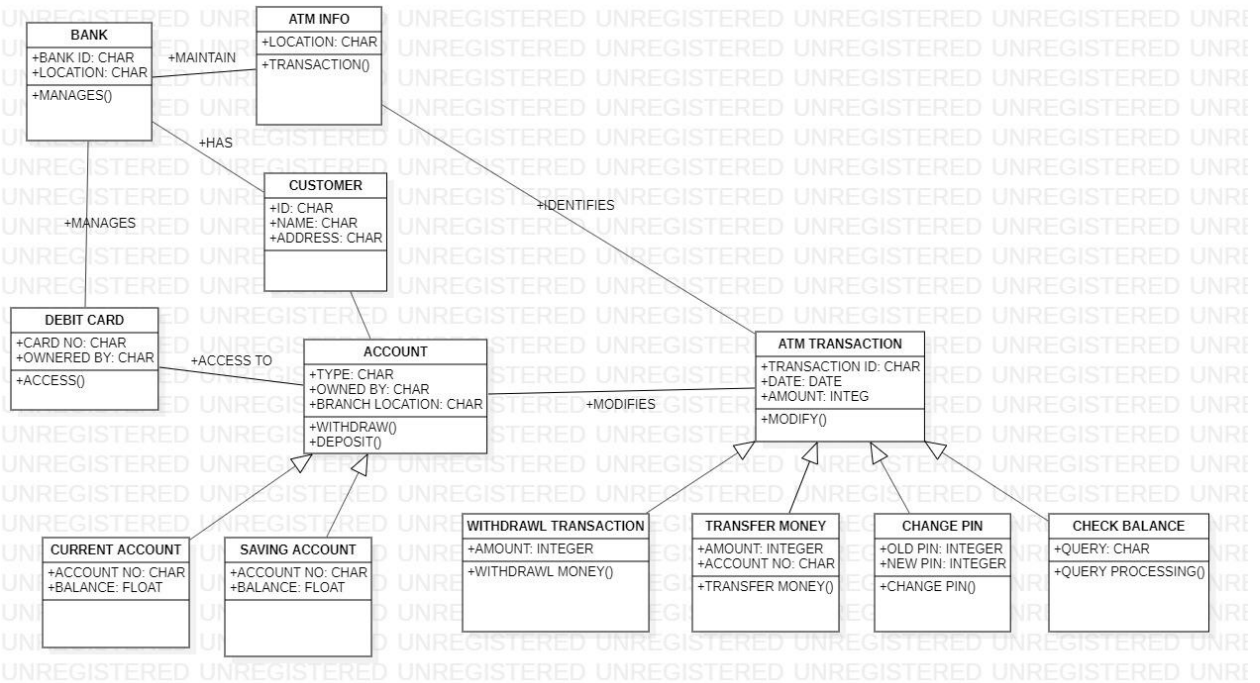 BANK
+BANK ID: CHAR
+LOCATION: CHAR
+MANAGES()
+MAINTAIN
ATM INFO
+LOCATION: CHAR
+TRANSACTION()
+HAS
CUSTOMER
+ID: CHAR
+NAME: CHAR
+ADDRESS: CHAR
+IDENTIFIES
+MANAGES
DEBIT CARD
+CARD NO: CHAR
+OWNERED BY: CHAR
+ACCESS()
+ACCESS TO
ACCOUNT
+TYPE: CHAR
+OWNED BY: CHAR
+BRANCH LOCATION: CHAR
+WITHDRAW()
+DEPOSIT()
+MODIFIES
ATM TRANSACTION
+TRANSACTION ID: CHAR
+DATE: DATE
+AMOUNT: INTEG
+MODIFY()
CURRENT ACCOUNT
+ACCOUNT NO: CHAR
+BALANCE: FLOAT
SAVING ACCOUNT
+ACCOUNT NO: CHAR
+BALANCE: FLOAT
WITHDRAWL TRANSACTION
+AMOUNT: INTEGER
+WITHDRAWL MONEY()
TRANSFER MONEY
+AMOUNT: INTEGER
+ACCOUNT NO: CHAR
+TRANSFER MONEY()
CHANGE PIN
+OLD PIN: INTEGER
+NEW PIN: INTEGER
+CHANGE PIN()
CHECK BALANCE
+QUERY: CHAR
+QUERY PROCESSING()
UNREGISTERED